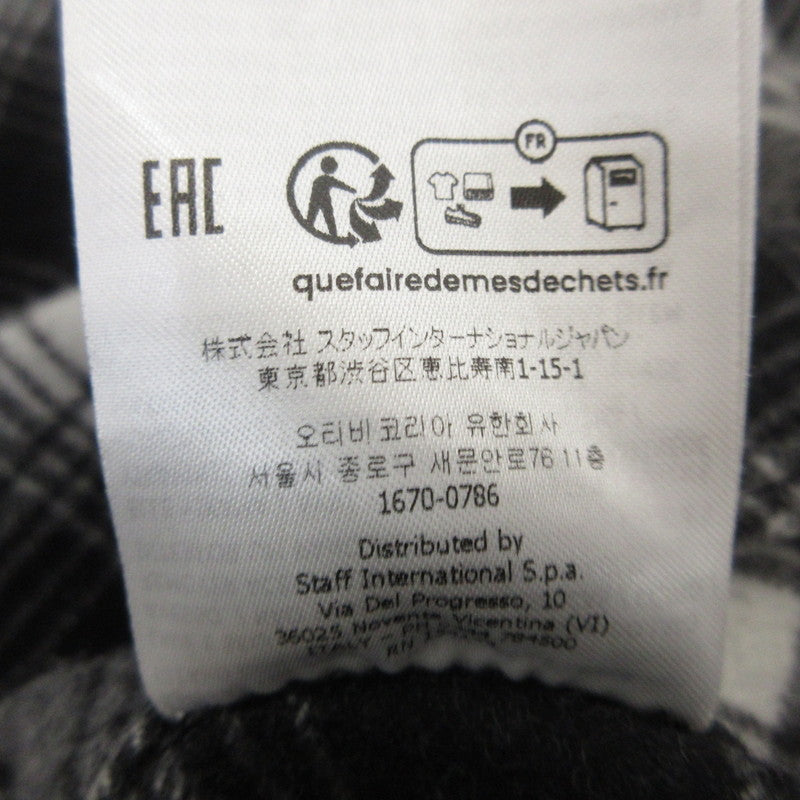 EAC
FR
quefairedemesdechets.fr
株式会社 スタッフインターナショナルジャパン
東京都渋谷区恵比寿南1-15-1
오티비코리아 유한회사
서울시 종로구 새문안로76 11층
1670-0786
Distributed by
Staff International S.p.a.
Via Del Progresso, 10
36025 Noventa Vicentina (VI)
ITALY -
RN